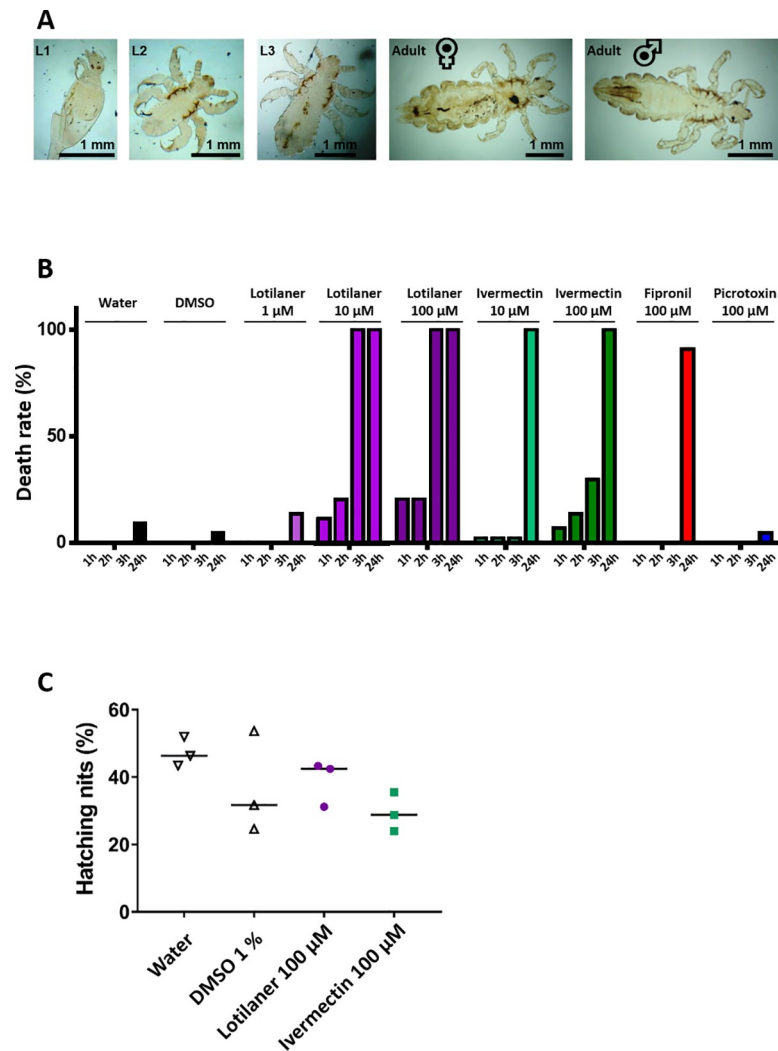 A
L1
L2
L3
Adult
Adult
1 mm
1 mm
1 mm
1 mm
1 mm
B
Water
DMSO
Lotilaner
1 µM
Lotilaner
10 µM
Lotilaner
100 µM
Ivermectin
10 µM
Ivermectin
100 µM
Fipronil
100 µM
Picrotoxin
100 µM
Death rate (%)
100
50
0
1h 2h 3h 24h 1h 2h 3h 24h 1h 2h 3h 24h 1h 2h 3h 24h 1h 2h 3h 24h 1h 2h 3h 24h 1h 2h 3h 24h 1h 2h 3h 24h 1h 2h 3h 24h
C
Hatching nits (%)
60
40
20
0
Water
DMSO 1 %
Lotilaner 100 µM
Ivermectin 100 µM